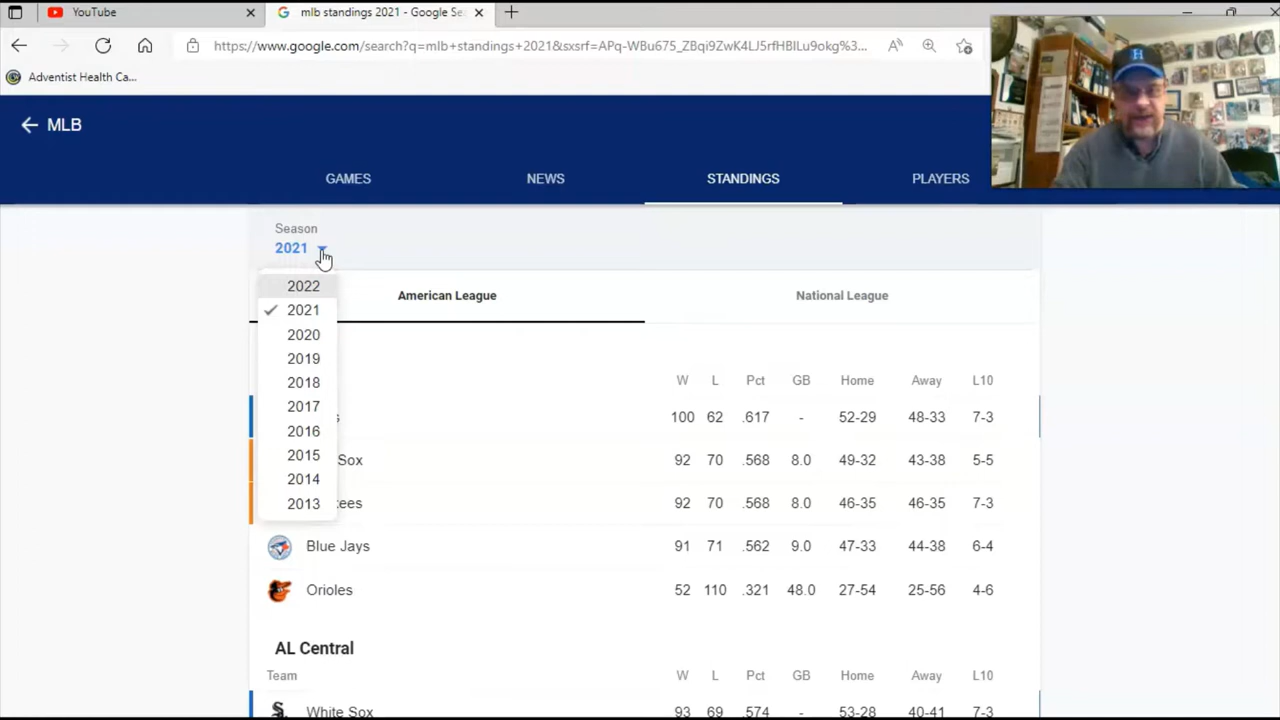 YouTube
mlb standings 2021 - Google Se
https://www.google.com/search?q=mlb+standings+2021&sxsrf=APq-WBu675_ZBqi9ZwK4LJ5rfHBlLu9okg%3...
Adventist Health Ca...
MLB
GAMES NEWS STANDINGS PLAYERS
Season
2021
American League National League
2022
2021
2020
2019
2018
2017
2016
2015
2014
2013
W L Pct GB Home Away L10
s 100 62 .617 - 52-29 48-33 7-3
Sox 92 70 .568 8.0 49-32 43-38 5-5
kees 92 70 .568 8.0 46-35 46-35 7-3
Blue Jays 91 71 .562 9.0 47-33 44-38 6-4
Orioles 52 110 .321 48.0 27-54 25-56 4-6
AL Central
Team W L Pct GB Home Away L10
White Sox 93 69 .574 - 53-28 40-41 7-3